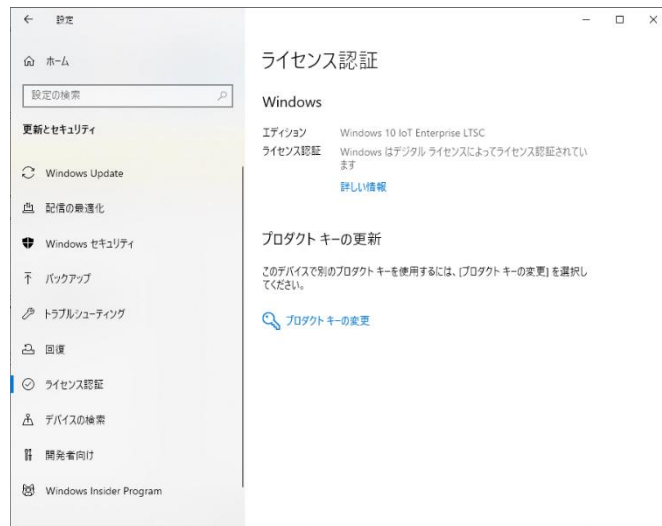 設定
ホーム
設定の検索
更新とセキュリティ
Windows Update
配信の最適化
Windows セキュリティ
バックアップ
トラブルシューティング
回復
ライセンス認証
デバイスの検索
開発者向け
Windows Insider Program
ライセンス認証
Windows
エディション Windows 10 IoT Enterprise LTSC
ライセンス認証 Windows はデジタル ライセンスによってライセンス認証されてい
ます
詳しい情報
プロダクト キーの更新
このデバイスで別のプロダクト キーを使用するには、[プロダクト キーの変更] を選択し
てください。
プロダクト キーの変更